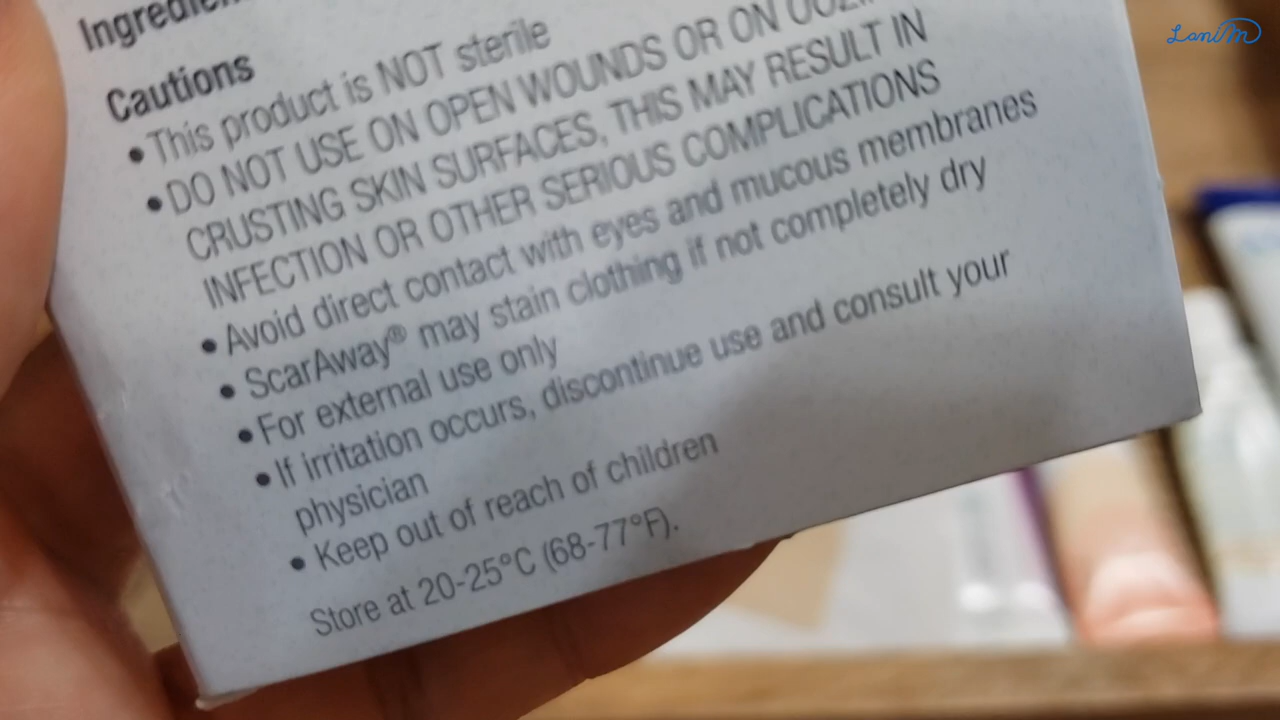 Cautions
• This product is NOT sterile
• DO NOT USE ON OPEN WOUNDS OR ON
CRUSTING SKIN SURFACES, THIS MAY RESULT IN
INFECTION OR OTHER SERIOUS COMPLICATIONS
• Avoid direct contact with eyes and mucous membranes
• ScarAway® may stain clothing if not completely dry
• For external use only
• If irritation occurs, discontinue use and consult your
physician
• Keep out of reach of children
Store at 20-25°C (68-77°F).
LaniM